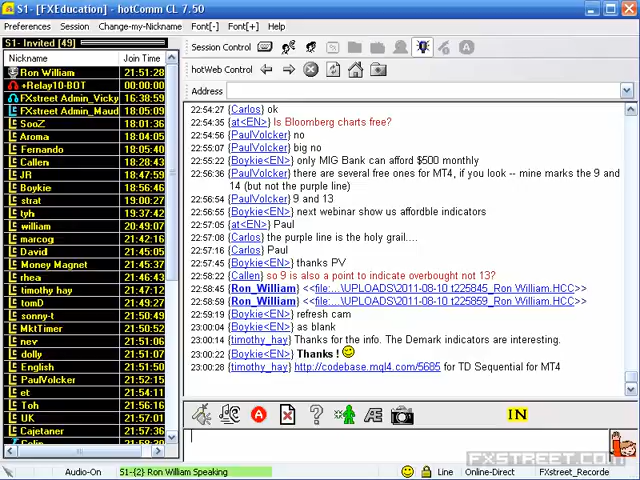 S1- [FXEducation] - hotComm CL 7.50
Preferences Session Change-my-Nickname Font[-] Font[+] Help
S1- Invited [49]
Nickname Join Time
Ron William 21:51:28
+Relay10-BOT 00:00:00
FXstreet Admin_Vicky 16:38:59
FXstreet Admin_Maud 18:05:09
SooZ 18:01:36
Aroma 18:04:05
Fernando 18:05:40
Callen 18:28:43
JR 18:47:59
Boykie 18:56:46
strat 19:00:27
tyh 19:37:42
william 20:49:07
marcog 21:42:16
David 21:45:05
Money Magnet 21:45:37
rhea 21:46:43
timothy hay 21:47:12
tomD 21:49:27
sonny-t 21:49:29
MktTimer 21:50:52
nev 21:51:06
dolly 21:51:07
English 21:51:50
PaulVolcker 21:52:15
et 21:54:11
Toh 21:56:16
UK 21:57:01
Cajetaner 21:57:36
Session Control
hotWeb Control
Address
22:54:27 {Carlos} ok
22:54:35 {at<EN>} Is Bloomberg charts free?
22:54:56 {PaulVolcker} no
22:55:07 {PaulVolcker} big no
22:55:22 {Boykie<EN>} only MIG Bank can afford $500 monthly
22:56:36 {PaulVolcker} there are several free ones for MT4, if you look -- mine marks the 9 and
14 (but not the purple line)
22:56:54 {PaulVolcker} 9 and 13
22:56:55 {Boykie<EN>} next webinar show us affordble indicators
22:57:05 {at<EN>} Paul
22:57:08 {Carlos} the purple line is the holy grail....
22:57:16 {Carlos} Paul
22:57:45 {Boykie<EN>} thanks PV
22:58:22 {Callen} so 9 is also a point to indicate overbought not 13?
22:58:45 {Ron_William} <<file:...\UPLOADS\2011-08-10 t225845_Ron William.HCC>>
22:58:59 {Ron_William} <<file:...\UPLOADS\2011-08-10 t225859_Ron William.HCC>>
22:59:19 {Boykie<EN>} refresh cam
23:00:04 {Boykie<EN>} as blank
23:00:14 {timothy_hay} Thanks for the info. The Demark indicators are interesting.
23:00:22 {Boykie<EN>} Thanks !
23:00:28 {timothy_hay} http://codebase.mql4.com/5685 for TD Sequential for MT4
IN
FXSTREET.COM
Audio-On S1-{2} Ron William Speaking Line Online-Direct FXstreet_Recorde